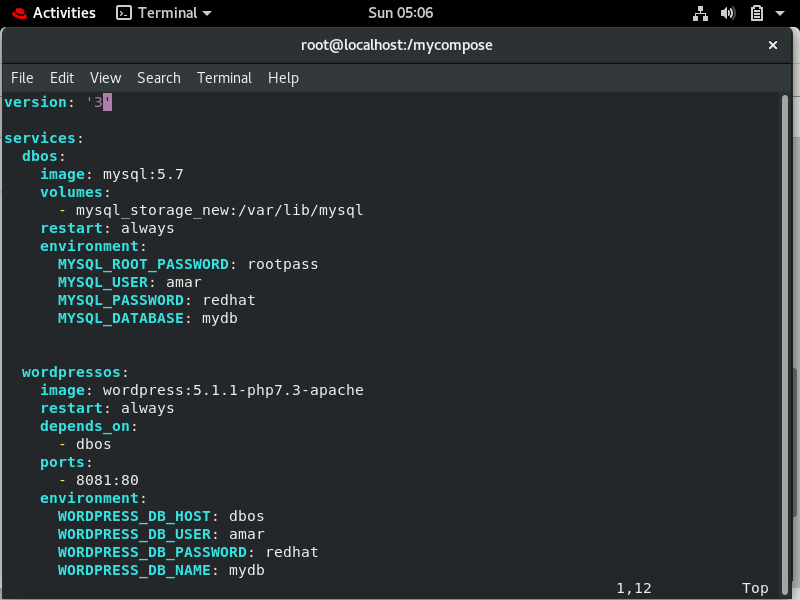 Activities Terminal Sun 05:06
root@localhost:/mycompose ×
File Edit View Search Terminal Help
version: '3'
services:
  dbos:
    image: mysql:5.7
    volumes:
      - mysql_storage_new:/var/lib/mysql
    restart: always
    environment:
      MYSQL_ROOT_PASSWORD: rootpass
      MYSQL_USER: amar
      MYSQL_PASSWORD: redhat
      MYSQL_DATABASE: mydb
  wordpressos:
    image: wordpress:5.1.1-php7.3-apache
    restart: always
    depends_on:
      - dbos
    ports:
      - 8081:80
    environment:
      WORDPRESS_DB_HOST: dbos
      WORDPRESS_DB_USER: amar
      WORDPRESS_DB_PASSWORD: redhat
      WORDPRESS_DB_NAME: mydb
1,12 Top